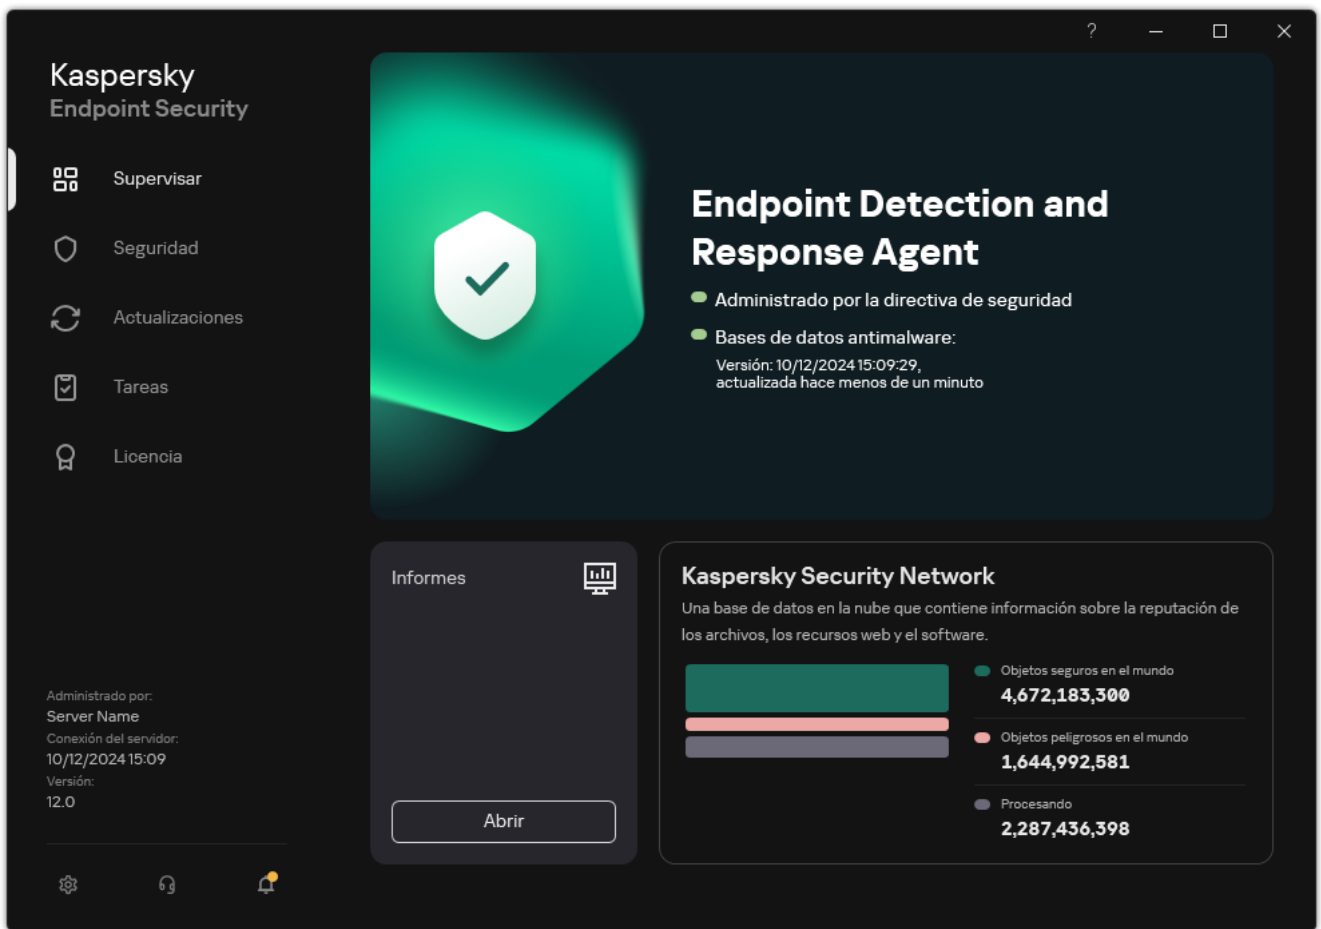 ?
Kaspersky
Endpoint Security
Supervisar
Seguridad
Actualizaciones
Tareas
Licencia
Administrado por:
Server Name
Conexión del servidor:
10/12/2024 15:09
Versión:
12.0
Endpoint Detection and
Response Agent
Administrado por la directiva de seguridad
Bases de datos antimalware:
Versión: 10/12/2024 15:09:29,
actualizada hace menos de un minuto
Informes
Abrir
Kaspersky Security Network
Una base de datos en la nube que contiene información sobre la reputación de
los archivos, los recursos web y el software.
Objetos seguros en el mundo
4,672,183,300
Objetos peligrosos en el mundo
1,644,992,581
Procesando
2,287,436,398